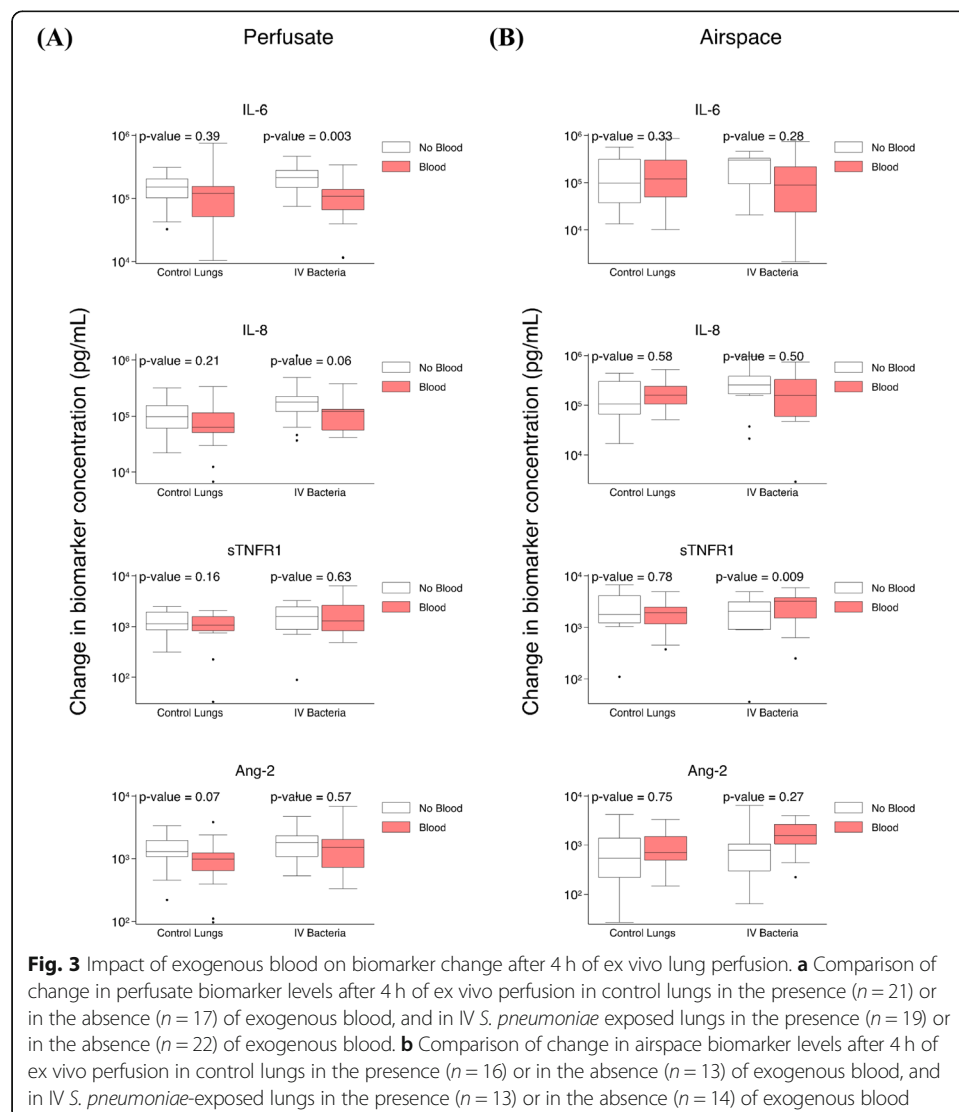 (A) Perfusate
IL-6
p-value = 0.39 p-value = 0.003
No Blood
Blood
10⁶
10⁵
10⁴
Control Lungs IV Bacteria
IL-8
p-value = 0.21 p-value = 0.06
No Blood
Blood
10⁶
10⁵
10⁴
Control Lungs IV Bacteria
sTNFR1
p-value = 0.16 p-value = 0.63
No Blood
Blood
10⁴
10³
10²
Control Lungs IV Bacteria
Ang-2
p-value = 0.07 p-value = 0.57
No Blood
Blood
10⁴
10³
10²
Control Lungs IV Bacteria
Change in biomarker concentration (pg/mL)
(B) Airspace
IL-6
p-value = 0.33 p-value = 0.28
No Blood
Blood
10⁶
10⁵
10⁴
Control Lungs IV Bacteria
IL-8
p-value = 0.58 p-value = 0.50
No Blood
Blood
10⁶
10⁵
10⁴
Control Lungs IV Bacteria
sTNFR1
p-value = 0.78 p-value = 0.009
No Blood
Blood
10⁴
10³
10²
Control Lungs IV Bacteria
Ang-2
p-value = 0.75 p-value = 0.27
No Blood
Blood
10⁴
10³
10²
Control Lungs IV Bacteria
Change in biomarker concentration (pg/mL)
Fig. 3 Impact of exogenous blood on biomarker change after 4 h of ex vivo lung perfusion. a Comparison of
change in perfusate biomarker levels after 4 h of ex vivo perfusion in control lungs in the presence (n = 21) or
in the absence (n = 17) of exogenous blood, and in IV S. pneumoniae exposed lungs in the presence (n = 19) or
in the absence (n = 22) of exogenous blood. b Comparison of change in airspace biomarker levels after 4 h of
ex vivo perfusion in control lungs in the presence (n = 16) or in the absence (n = 13) of exogenous blood, and
in IV S. pneumoniae-exposed lungs in the presence (n = 13) or in the absence (n = 14) of exogenous blood